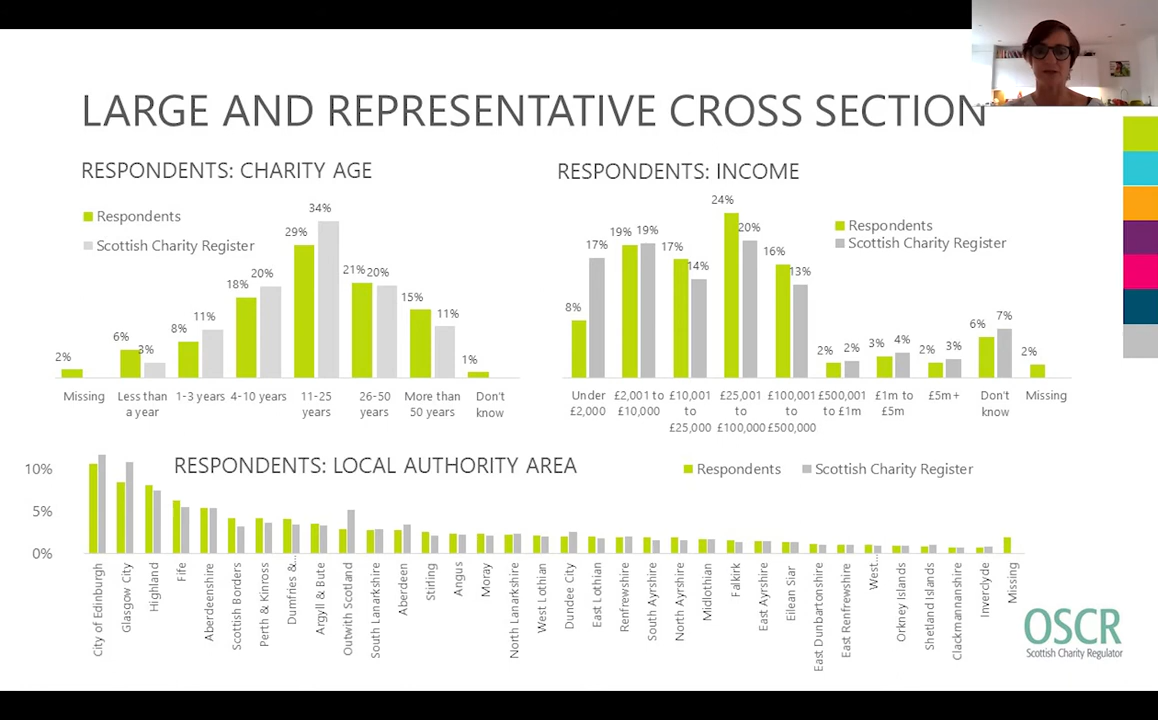 LARGE AND REPRESENTATIVE CROSS SECTION
RESPONDENTS: CHARITY AGE
Respondents
Scottish Charity Register
2%
6%
3%
8%
11%
18%
20%
29%
34%
21%
20%
15%
11%
1%
Missing
Less than
a year
1-3 years
4-10 years
11-25
years
26-50
years
More than
50 years
Don't
know
RESPONDENTS: INCOME
Respondents
Scottish Charity Register
8%
17%
19%
19%
17%
14%
24%
20%
16%
13%
2%
2%
3%
4%
2%
3%
6%
7%
2%
Under
£2,000
£2,001 to
£10,000
£10,001
to
£25,000
£25,001
to
£100,000
£100,001
to
£500,000
£500,001
to £1m
£1m to
£5m
£5m+
Don't
know
Missing
RESPONDENTS: LOCAL AUTHORITY AREA
Respondents
Scottish Charity Register
10%
5%
0%
City of Edinburgh
Glasgow City
Highland
Fife
Aberdeenshire
Scottish Borders
Perth & Kinross
Dumfries &...
Argyll & Bute
Outwith Scotland
South Lanarkshire
Aberdeen
Stirling
Angus
Moray
North Lanarkshire
West Lothian
Dundee City
East Lothian
Renfrewshire
South Ayrshire
North Ayrshire
Midlothian
Falkirk
East Ayrshire
Eilean Siar
East Dunbartonshire
East Renfrewshire
West...
Orkney Islands
Shetland Islands
Clackmannanshire
Inverclyde
Missing
OSCR
Scottish Charity Regulator